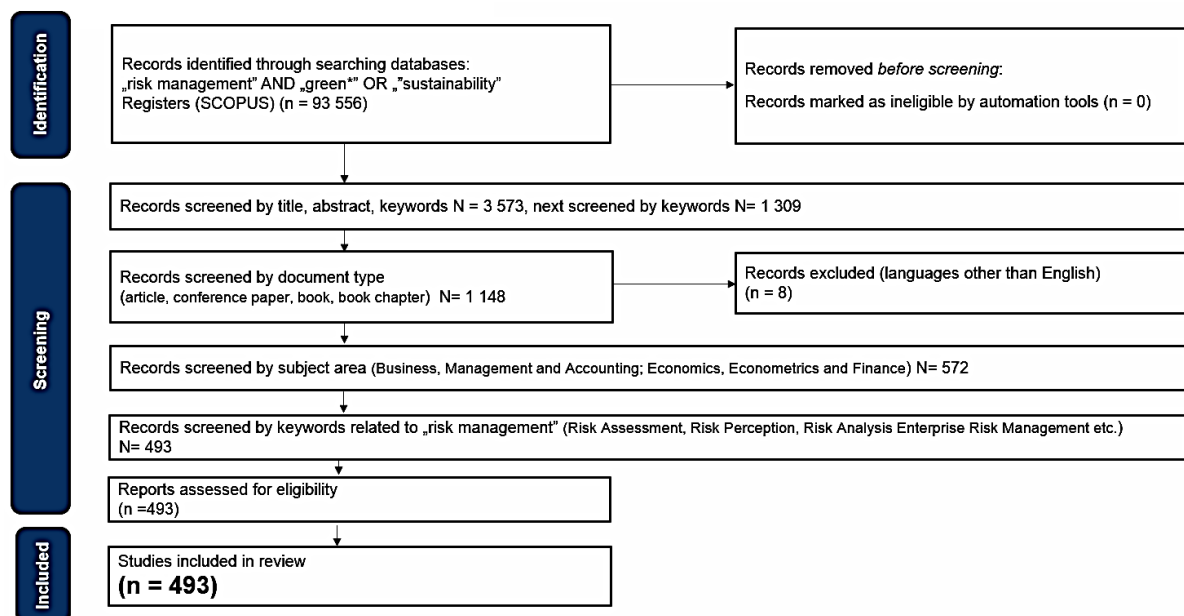 Identification
Records identified through searching databases:
„risk management” AND „green*” OR „”sustainability”
Registers (SCOPUS) (n = 93 556)
Records removed before screening:
Records marked as ineligible by automation tools (n = 0)
Screening
Records screened by title, abstract, keywords N = 3 573, next screened by keywords N= 1 309
Records screened by document type
(article, conference paper, book, book chapter) N= 1 148
Records excluded (languages other than English)
(n = 8)
Records screened by subject area (Business, Management and Accounting; Economics, Econometrics and Finance) N= 572
Records screened by keywords related to „risk management” (Risk Assessment, Risk Perception, Risk Analysis Enterprise Risk Management etc.)
N= 493
Reports assessed for eligibility
(n =493)
Included
Studies included in review
(n = 493)